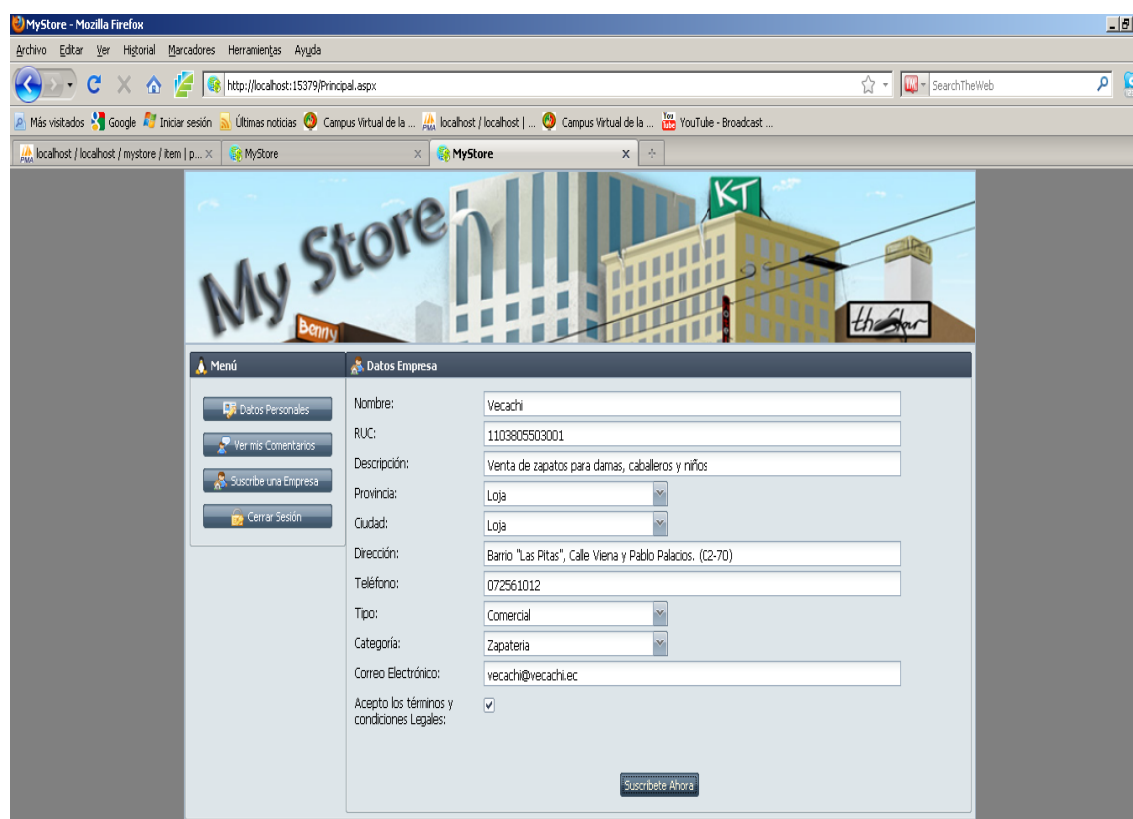 MyStore - Mozilla Firefox
Archivo Editar Ver Historial Marcadores Herramientas Ayuda
http://localhost:15379/Principal.aspx
SearchTheWeb
Más visitados Google Iniciar sesión Últimas noticias Campus Virtual de la ... localhost / localhost | ... Campus Virtual de la ... YouTube - Broadcast ...
localhost / localhost / mystore / item | p... MyStore MyStore
My Store
KT
Benny
the Star
Menú
Datos Personales
Ver mis Comentarios
Suscribe una Empresa
Cerrar Sesión
Datos Empresa
Nombre: Vecachi
RUC: 1103805503001
Descripción: Venta de zapatos para damas, caballeros y niños
Provincia: Loja
Ciudad: Loja
Dirección: Barrio "Las Pitas", Calle Viena y Pablo Palacios. (C2-70)
Teléfono: 072561012
Tipo: Comercial
Categoría: Zapateria
Correo Electrónico: vecachi@vecachi.ec
Acepto los términos y
condiciones Legales:
Suscribete Ahora